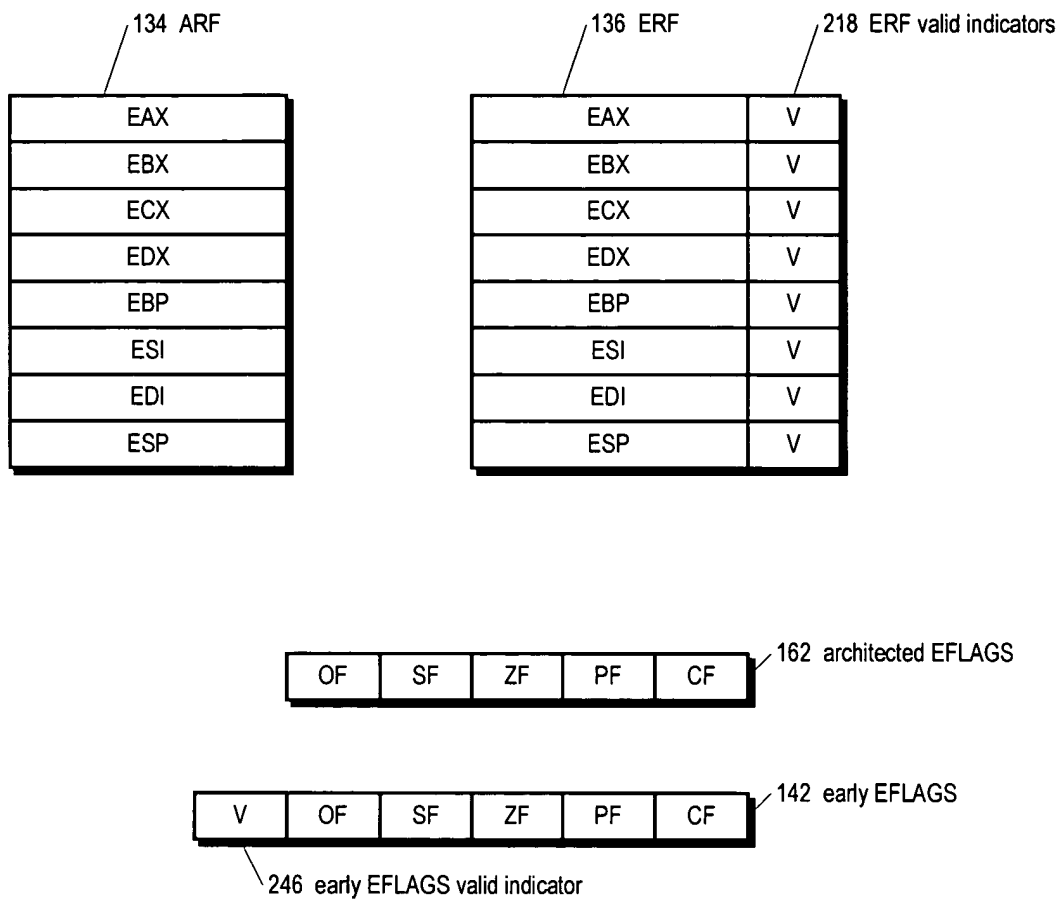 134 ARF
136 ERF
218 ERF valid indicators
EAX
EBX
ECX
EDX
EBP
ESI
EDI
ESP
EAX V
EBX V
ECX V
EDX V
EBP V
ESI V
EDI V
ESP V
OF SF ZF PF CF
162 architected EFLAGS
V OF SF ZF PF CF
142 early EFLAGS
246 early EFLAGS valid indicator